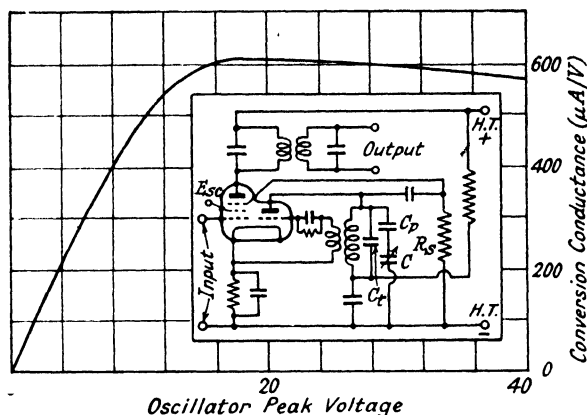 600
400
200
0
Conversion Conductance (μA/V)
H.T.
+
Output
Esc
Cp
Rs
C
Ct
Input
H.T.
−
20
40
Oscillator Peak Voltage